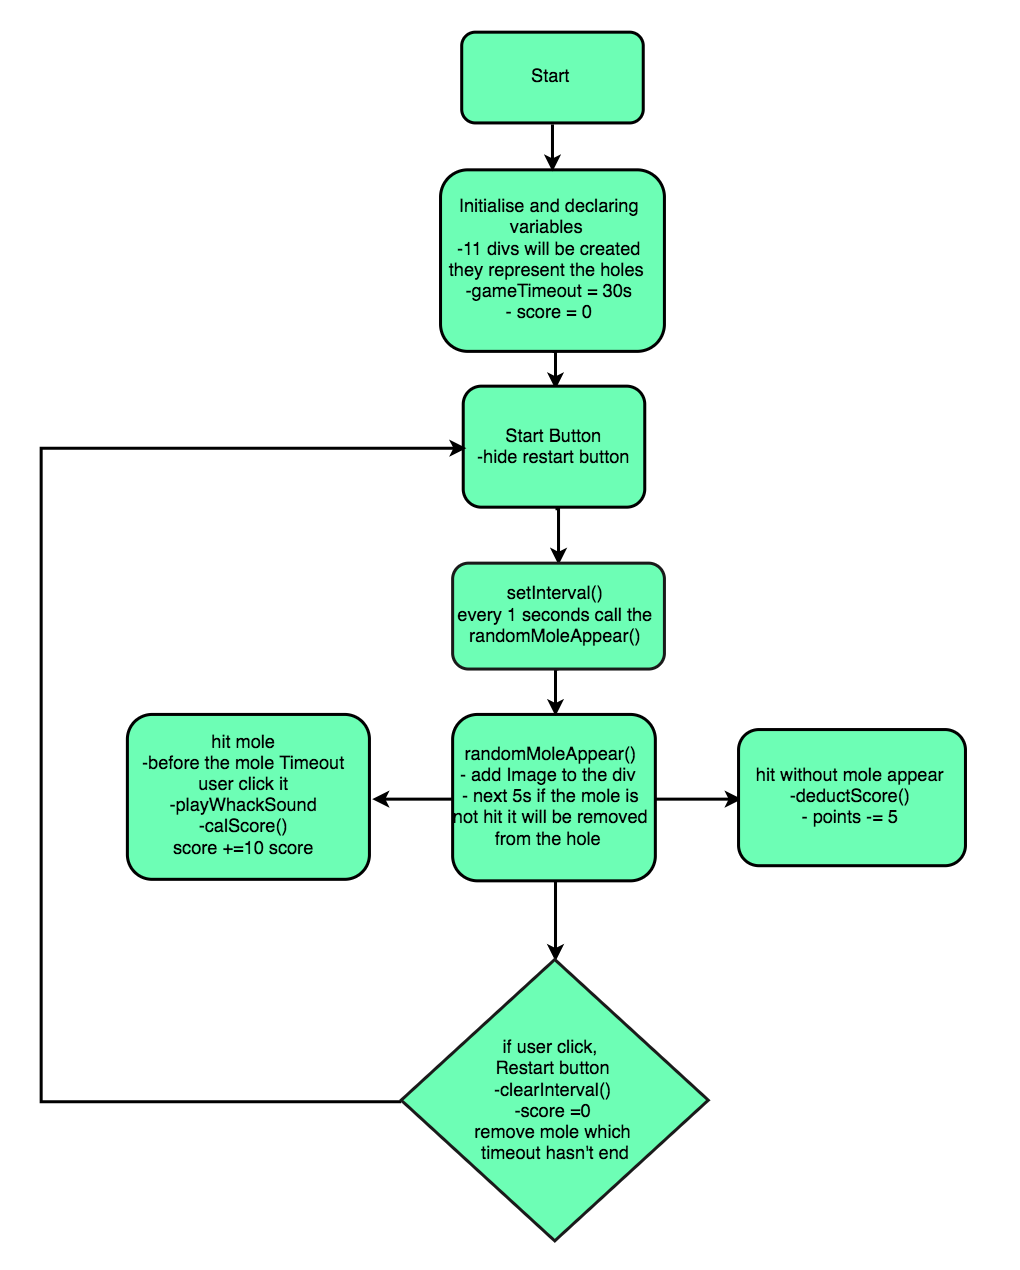 Start
Initialise and declaring
variables
-11 divs will be created
they represent the holes
-gameTimeout = 30s
- score = 0
Start Button
-hide restart button
setInterval()
every 1 seconds call the
randomMoleAppear()
hit mole
-before the mole Timeout
user click it
-playWhackSound
-calScore()
score +=10 score
randomMoleAppear()
- add Image to the div
- next 5s if the mole is
not hit it will be removed
from the hole
hit without mole appear
-deductScore()
- points -= 5
if user click,
Restart button
-clearInterval()
-score =0
remove mole which
timeout hasn't end